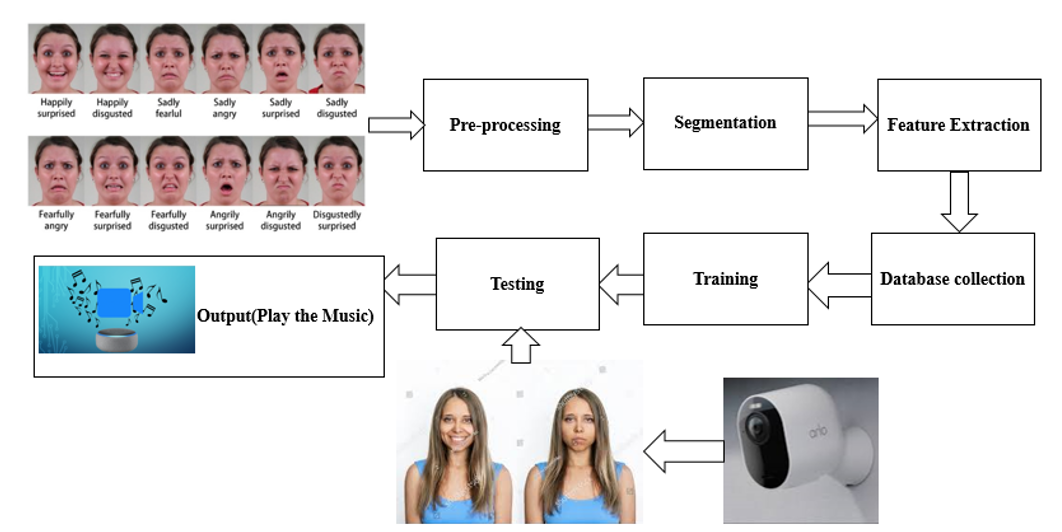 Happily Happily Sadly Sadly Sadly Sadly
surprised disgusted fearful angry surprised disgusted
Fearfully Fearfully Fearfully Angrily Angrily Disgustedly
angry surprised disgusted surprised disgusted surprised
Pre-processing
Segmentation
Feature Extraction
Database collection
Training
Testing
Output(Play the Music)
arlo